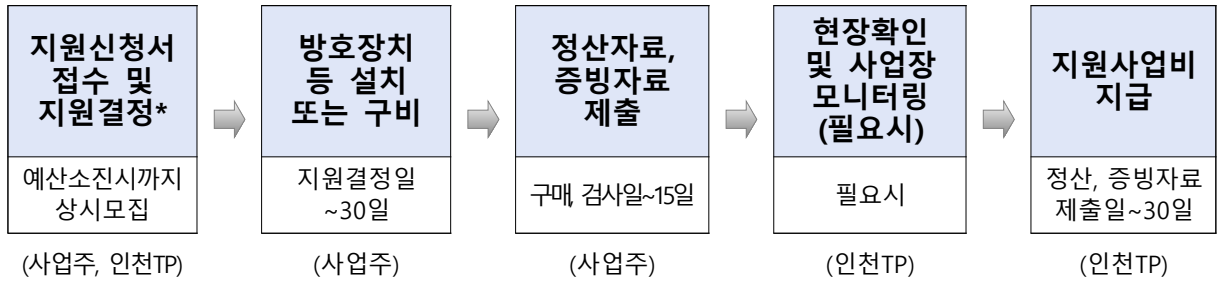 지원신청서
접수 및
지원결정*
예산소진시까지
상시모집
(사업주, 인천TP)
방호장치
등 설치
또는 구비
지원결정일
~30일
(사업주)
정산자료,
증빙자료
제출
구매, 검사일~15일
(사업주)
현장확인
및 사업장
모니터링
(필요시)
필요시
(인천TP)
지원사업비
지급
정산, 증빙자료
제출일~30일
(인천TP)